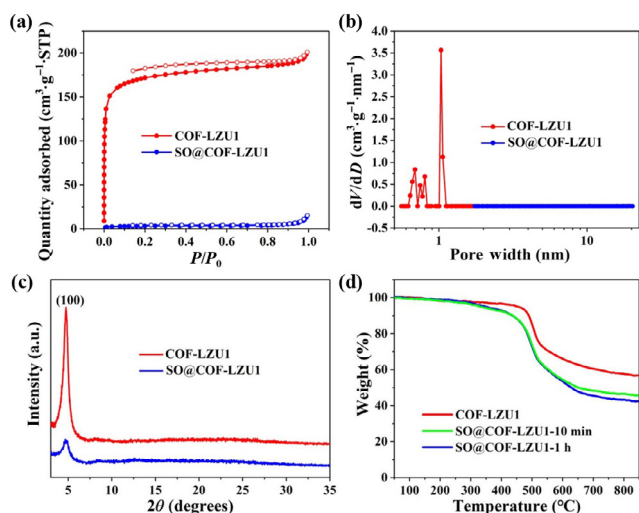 (a)
Quantity adsorbed (cm³·g⁻¹·STP)
200
150
100
50
0
COF-LZU1
SO@COF-LZU1
0.0 0.2 0.4 0.6 0.8 1.0
P/P₀
(b)
dV/dD (cm³·g⁻¹·nm⁻¹)
4.0
3.5
3.0
2.5
2.0
1.5
1.0
0.5
0.0
-0.5
COF-LZU1
SO@COF-LZU1
1 10
Pore width (nm)
(c)
Intensity (a.u.)
(100)
COF-LZU1
SO@COF-LZU1
5 10 15 20 25 30 35
2θ (degrees)
(d)
Weight (%)
100
80
60
40
20
0
COF-LZU1
SO@COF-LZU1-10 min
SO@COF-LZU1-1 h
100 200 300 400 500 600 700 800
Temperature (°C)